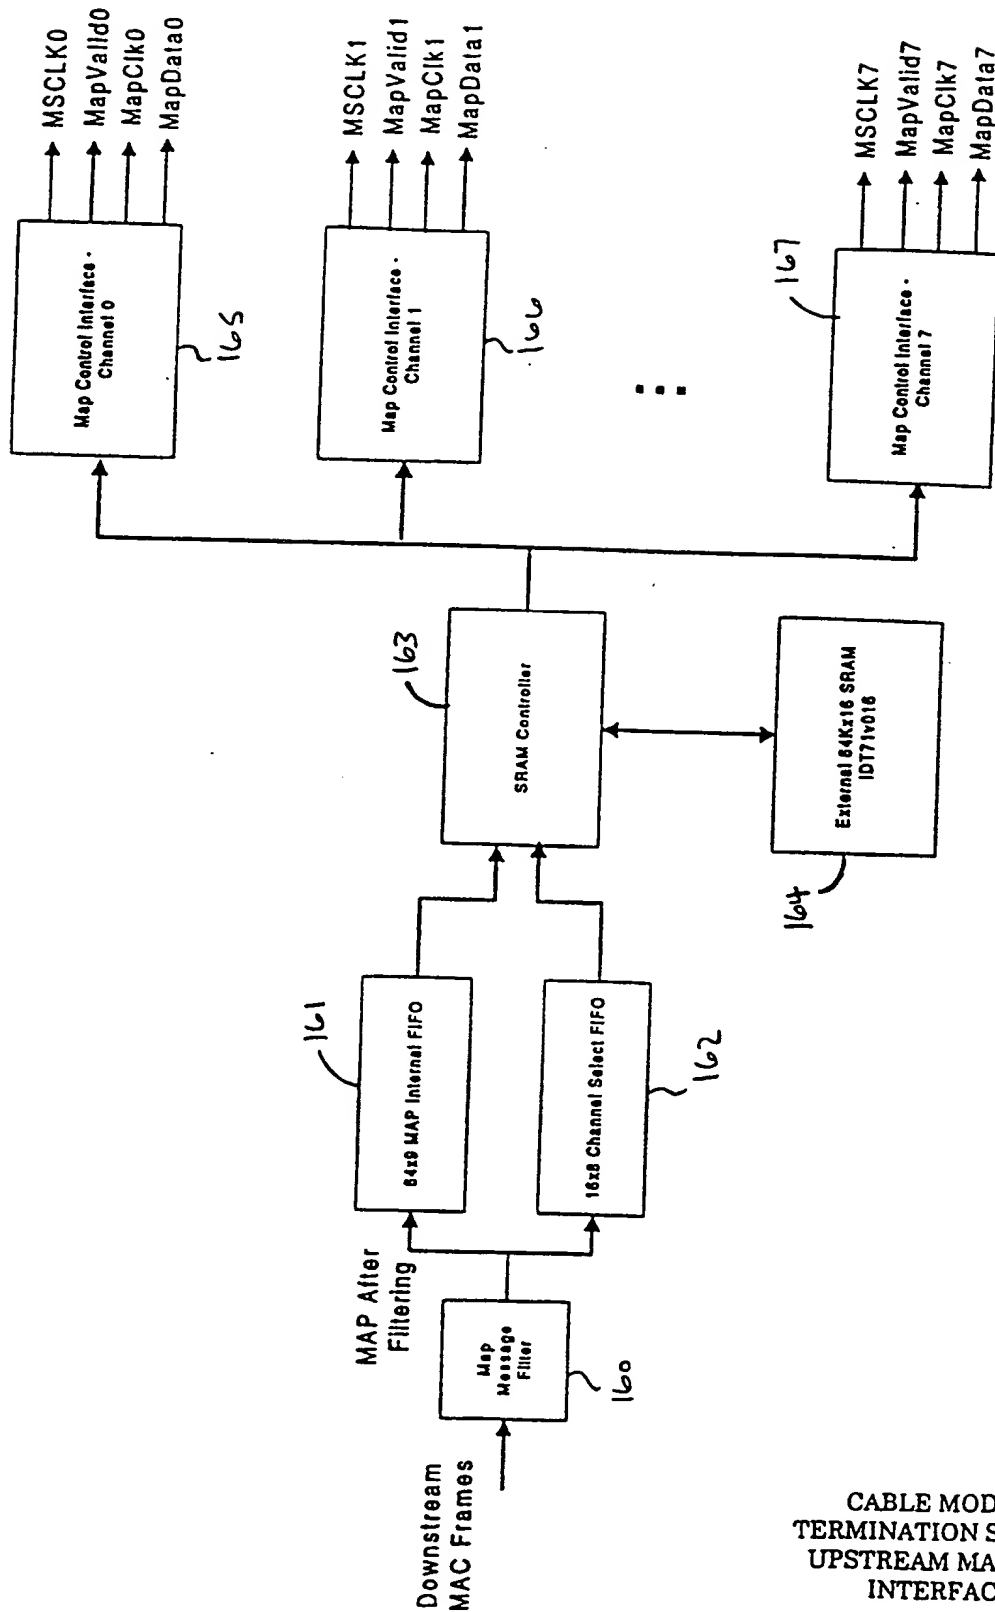 Downstream
MAC Frames
Map
Message
Filter
160
MAP After
Filtering
64x9 MAP Internal FIFO
161
16x8 Channel Select FIFO
162
SRAM Controller
163
External 64Kx16 SRAM
IDT71v016
164
Map Control Interface -
Channel 0
165
MSCLK0
MapValid0
MapClk0
MapData0
Map Control Interface -
Channel 1
166
MSCLK1
MapValid1
MapClk1
MapData1
Map Control Interface -
Channel 7
167
MSCLK7
MapValid7
MapClk7
MapData7
CABLE MOD
TERMINATION S
UPSTREAM MA
INTERFAC